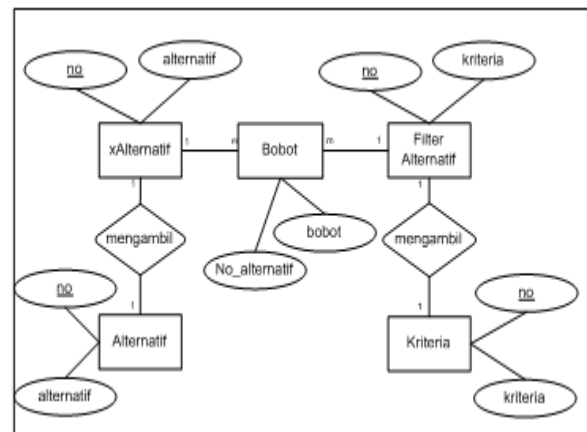 no
alternatif
no
kriteria
xAlternatif
1
m
Bobot
m
1
Filter
Alternatif
1
1
mengambil
bobot
mengambil
No_alternatif
no
1
1
no
Alternatif
Kriteria
alternatif
kriteria